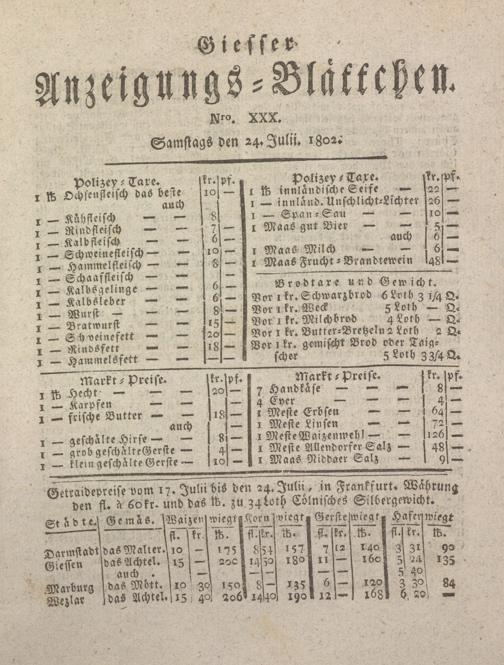 Giesser
Anzeigungs-Blättchen.
Nro. XXX.
Samstags den 24. Julii. 1802.
Polizey-Taxe. kr. pf.
1 ℔ Ochsenfleisch das beste 10 —
auch
1 — Kühfleisch — — 8
1 — Rindfleisch — — 7 —
1 — Kalbfleisch — — 6 —
1 — Schweinefleisch — — 10 —
1 — Hammelfleisch — — 8 —
1 — Schaaffleisch — —
1 — Kalbsgelinge — — 6 —
1 — Kalbsleber — — 6 —
1 — Wurst — — 8 —
1 — Bratwurst — — 15 —
1 — Schweinefett — — 20 —
1 — Rindsfett — — 18 —
1 — Hammelsfett — —
Polizey-Taxe. kr. pf.
1 ℔ innländische Seife — 22 —
1 — innländ. Unschlicht-Lichter 26 —
1 — Span-Sau — — 10 —
1 Maas gut Bier — — 5 —
auch 6 —
1 Maas Milch — — 6 —
1 Maas Frucht-Brandtewein 48 —
Brodtare und Gewicht.
Vor 1 kr. Schwarzbrod 6 Loth 3 1/4 Q.
Vor 1 kr. Weck 5 Loth — Q.
Vor 1 kr. Milchbrod 4 Loth — Q.
Vor 1 kr. Butter-Bretzeln 2 Loth 2 Q.
Vor 1 kr. gemischt Brod oder Taig-
scher 5 Loth 3 3/4 Q.
Markt-Preise. kr. pf.
1 ℔ Hecht — — 20 —
1 — Karpfen — —
1 — frische Butter — — 18 —
auch
1 — geschälte Hirse — — 8 —
1 — grob geschälte Gerste — 4 —
1 — klein geschälte Gerste — 10 —
Markt-Preise. kr. pf.
7 Handkäse — — — 8 —
4 Eyer — — — 4 —
1 Meste Erbsen — — 64 —
1 Meste Linsen — — 72 —
1 Meste Waizenmehl — — 126 —
1 Meste Allendorfer Salz — 48 —
1 Maas Niddaer Salz — 9 —
Getraidepreise vom 17. Julii bis den 24. Julii, in Frankfurt. Währung
den fl. à 60 kr. und das ℔. zu 34 Loth Cölnisches Silbergewicht.
Städte. Gemäs. Waizen wiegt Korn wiegt Gerste wiegt Hafer wiegt
fl. kr. ℔. fl. kr. ℔. fl. kr. ℔. fl. kr. ℔.
Darmstadt das Malter. 10 — 175 8 54 157 7 12 140 3 31 90
Giessen das Achtel. 15 200 14 50 180 11 — 160 5 24 135
auch — — — — — 5 40
Marburg das Mött. 10 30 150 8 — 135 6 — 120 3 30 84
Wezlar das Achtel. 15 40 206 14 40 190 12 — 168 6 20 —